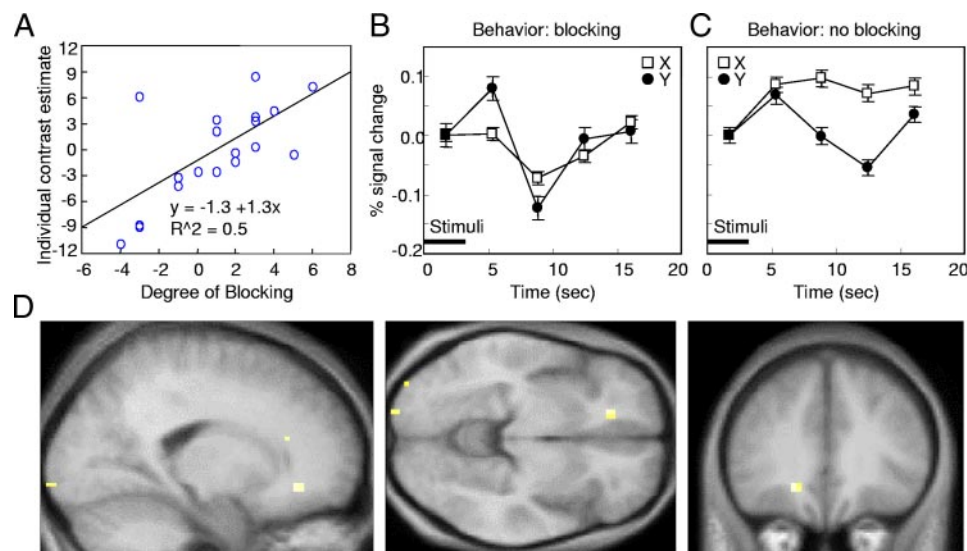 A
Individual contrast estimate
12
9
6
3
0
-3
-6
-9
-12
y = -1.3 +1.3x
R^2 = 0.5
-6 -4 -2 0 2 4 6 8
Degree of Blocking
B
Behavior: blocking
% signal change
0.1
0.0
-0.1
-0.2
X
Y
Stimuli
0 5 10 15 20
Time (sec)
C
Behavior: no blocking
X
Y
Stimuli
0 5 10 15 20
Time (sec)
D